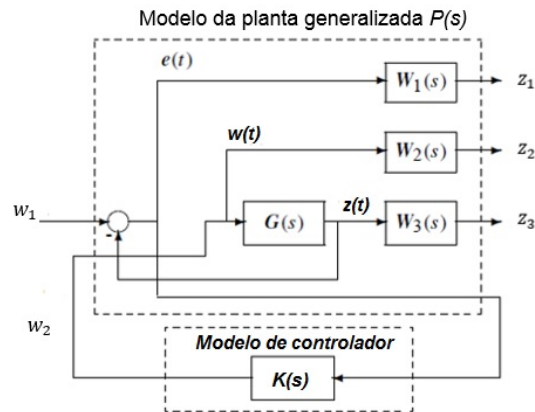 Modelo da planta generalizada P(s)
e(t)
W₁(s)
z₁
w(t)
W₂(s)
z₂
w₁
-
G(s)
z(t)
W₃(s)
z₃
w₂
Modelo de controlador
K(s)